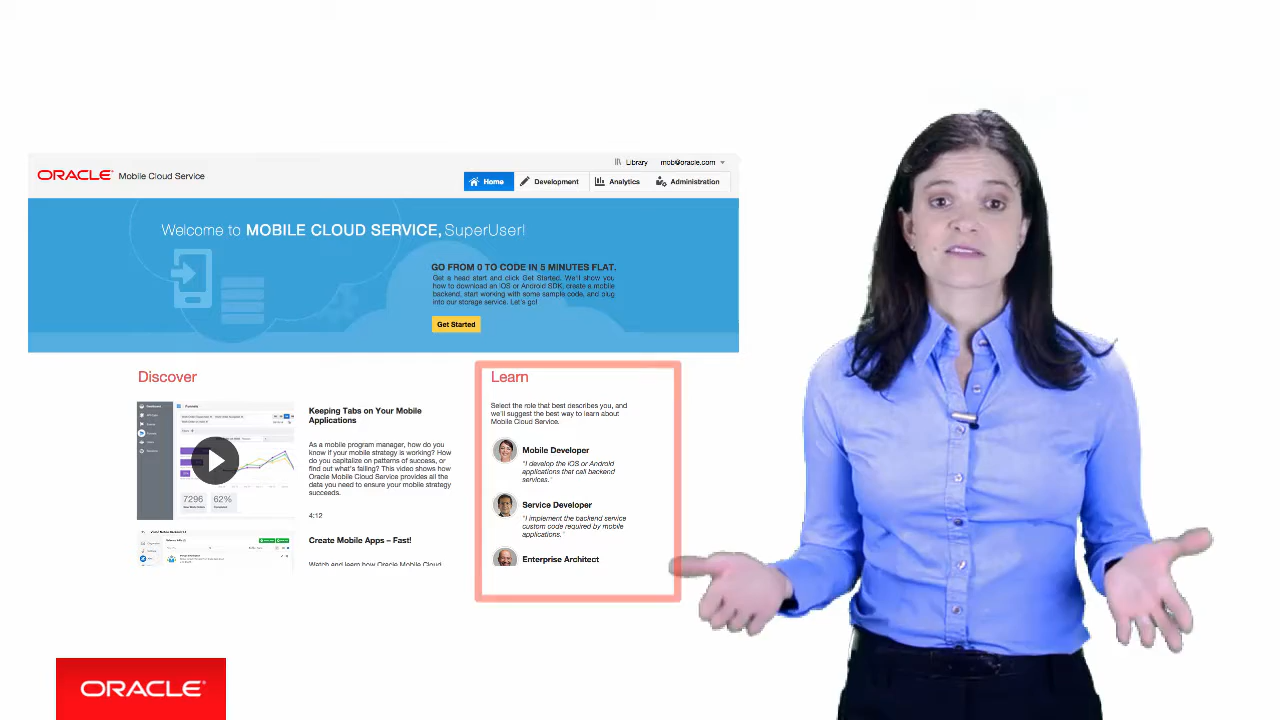 Library mob@oracle.com
ORACLE Mobile Cloud Service
Home Development Analytics Administration
Welcome to MOBILE CLOUD SERVICE, SuperUser!
GO FROM 0 TO CODE IN 5 MINUTES FLAT.
Get a head start and click Get Started. We'll show you
how to download an iOS or Android SDK, create a mobile
backend, start working with some sample code, and plug
into our storage service. Let's go!
Get Started
Discover
Keeping Tabs on Your Mobile
Applications
As a mobile program manager, how do you
know if your mobile strategy is working? How
do you capitalize on patterns of success, or
find out what's failing? This video shows how
Oracle Mobile Cloud Service provides all the
data you need to ensure your mobile strategy
succeeds.
4:12
7296
62%
Create Mobile Apps – Fast!
Watch and learn how Oracle Mobile Cloud
Learn
Select the role that best describes you, and
we'll suggest the best way to learn about
Mobile Cloud Service.
Mobile Developer
"I develop the iOS or Android
applications that call backend
services."
Service Developer
"I implement the backend service
custom code required by mobile
applications."
Enterprise Architect
ORACLE